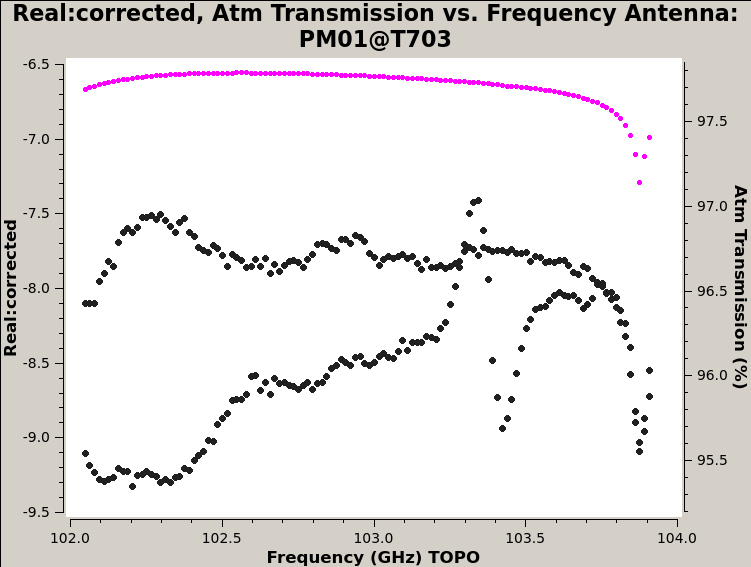 Real:corrected, Atm Transmission vs. Frequency Antenna:
PM01@T703
-6.5
-7.0
-7.5
-8.0
-8.5
-9.0
-9.5
Real:corrected
97.5
97.0
96.5
96.0
95.5
Atm Transmission (%)
102.0 102.5 103.0 103.5 104.0
Frequency (GHz) TOPO